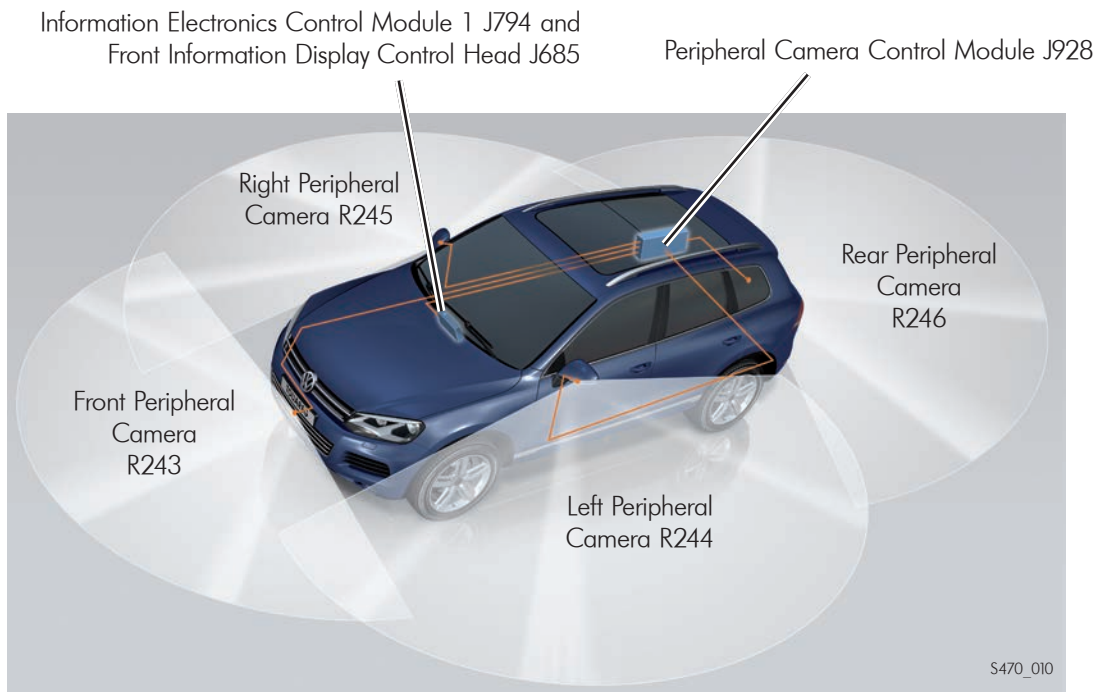 Information Electronics Control Module 1 J794 and
Front Information Display Control Head J685
Peripheral Camera Control Module J928
Right Peripheral
Camera R245
Rear Peripheral
Camera
R246
Front Peripheral
Camera
R243
Left Peripheral
Camera R244
S470_010